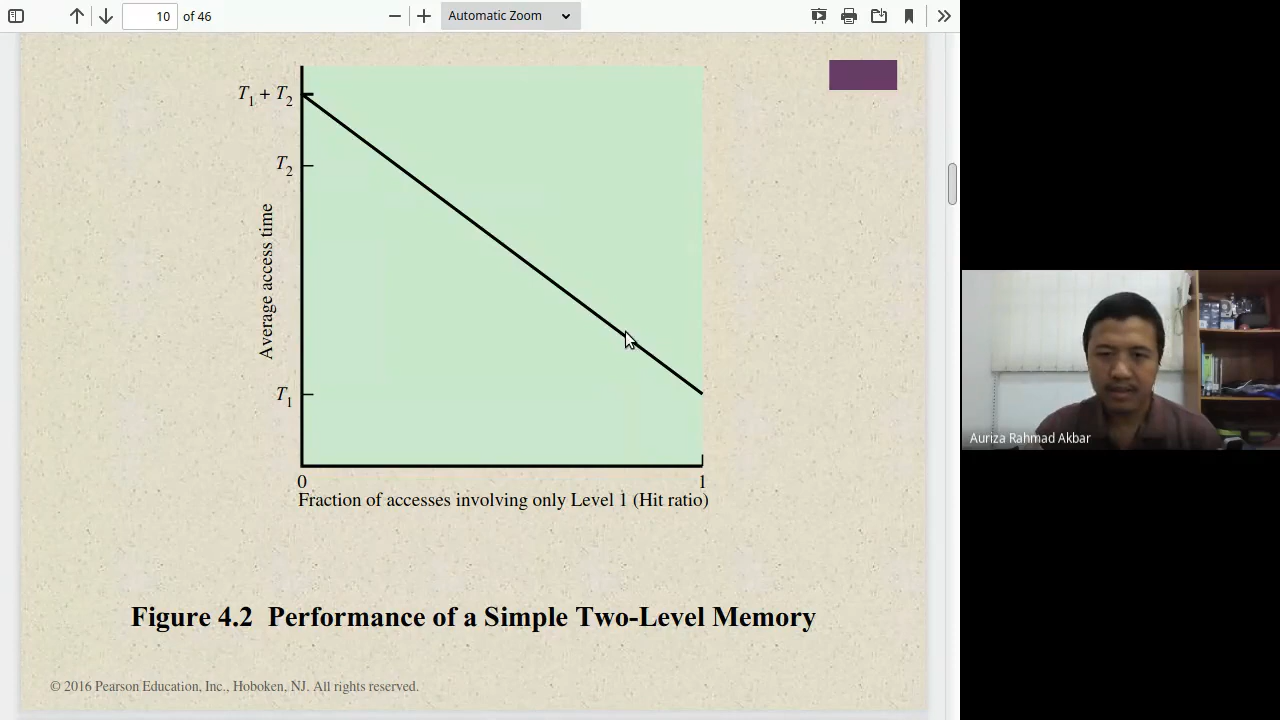 10 of 46
Automatic Zoom
T1 + T2
T2
Average access time
T1
0
1
Fraction of accesses involving only Level 1 (Hit ratio)
Figure 4.2 Performance of a Simple Two-Level Memory
© 2016 Pearson Education, Inc., Hoboken, NJ. All rights reserved.
Auriza Rahmad Akbar